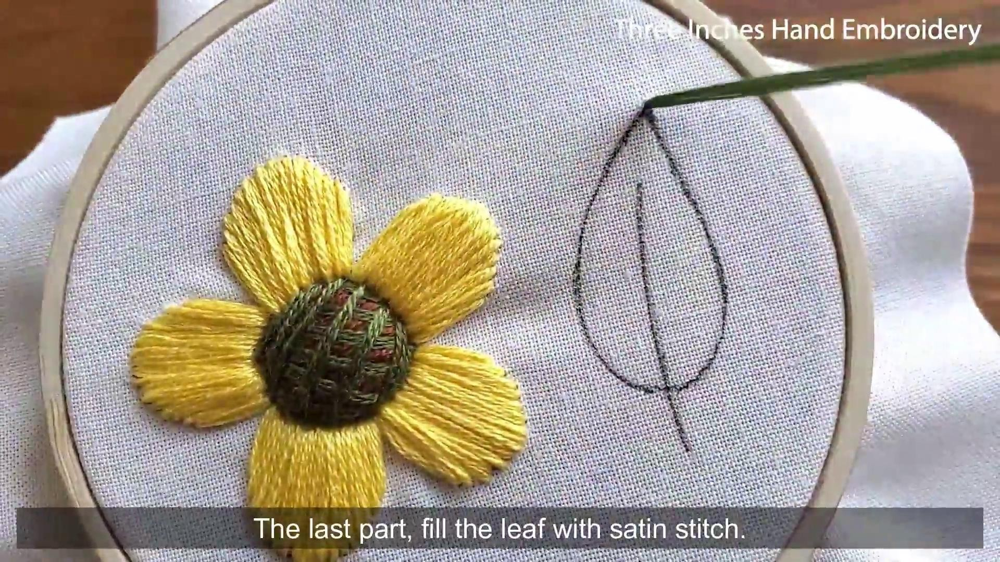 Three Inches Hand Embroidery
The last part, fill the leaf with satin stitch.